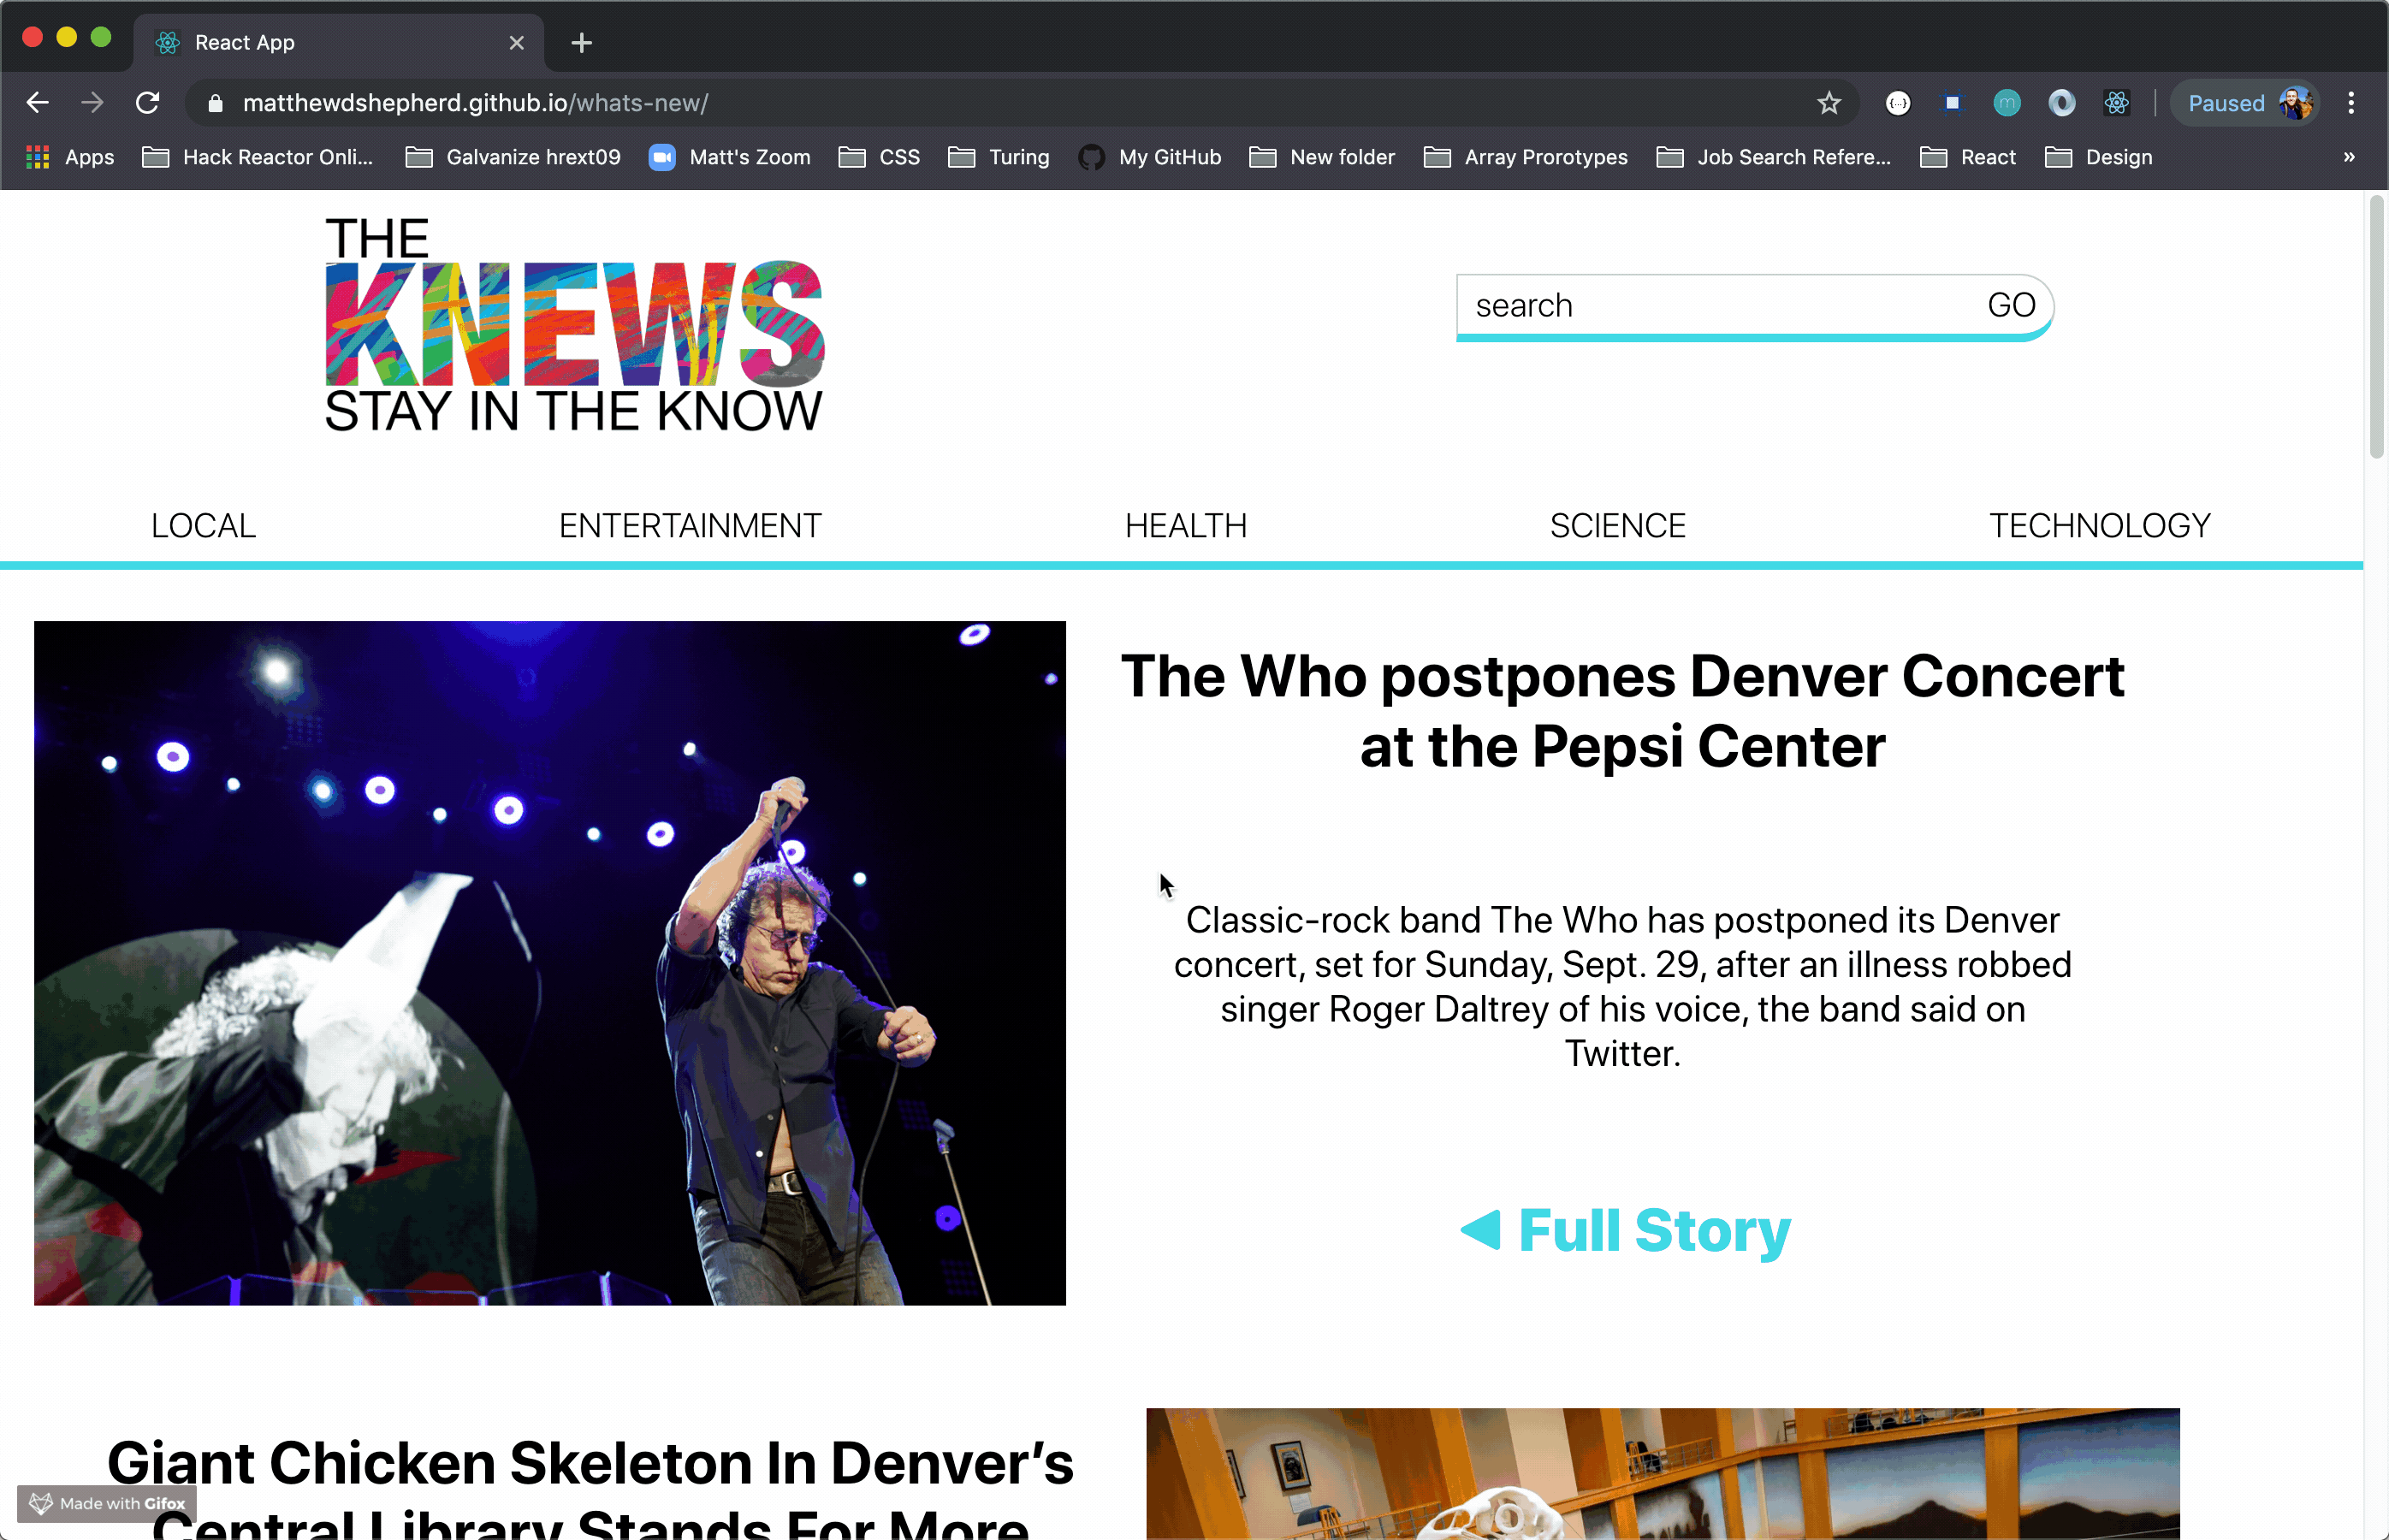 React App
matthewdshepherd.github.io/whats-new/
Paused
Apps
Hack Reactor Onli...
Galvanize hrext09
Matt's Zoom
CSS
Turing
My GitHub
New folder
Array Prorotypes
Job Search Refere...
React
Design
»
THE
KNEWS
STAY IN THE KNOW
search
GO
LOCAL
ENTERTAINMENT
HEALTH
SCIENCE
TECHNOLOGY
The Who postpones Denver Concert
at the Pepsi Center
Classic-rock band The Who has postponed its Denver
concert, set for Sunday, Sept. 29, after an illness robbed
singer Roger Daltrey of his voice, the band said on
Twitter.
Full Story
Giant Chicken Skeleton In Denver’s
Central Library Stands For More
Made with Gifox